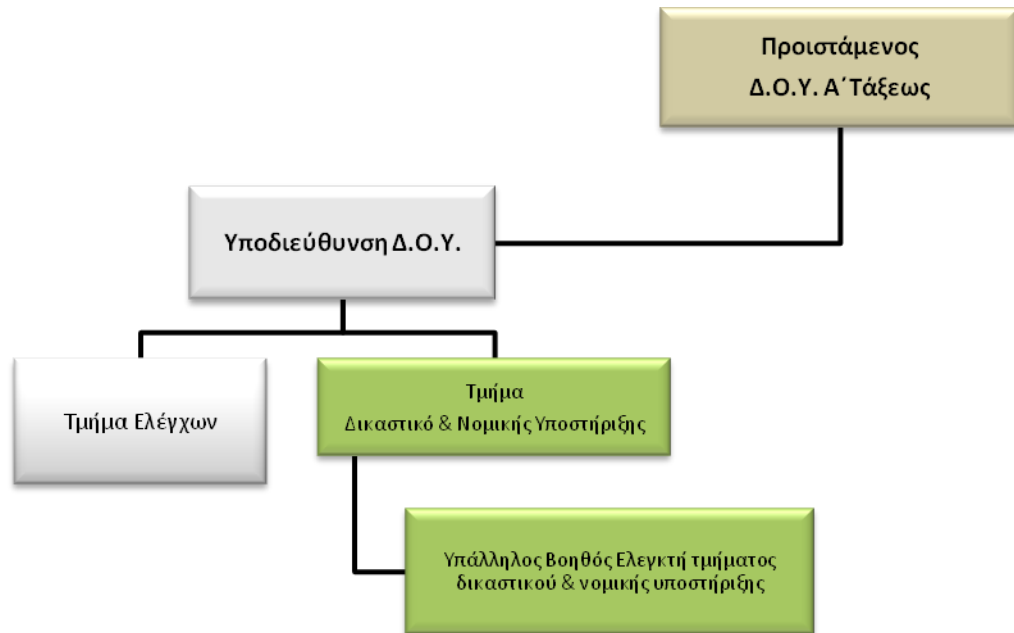 Προιστάμενος
Δ.Ο.Υ. Α΄Τάξεως
Υποδιεύθυνση Δ.Ο.Υ.
Τμήμα Ελέγχων
Τμήμα
Δικαστικό & Νομικής Υποστήριξης
Υπάλληλος Βοηθός Ελεγκτή τμήματος
δικαστικού & νομικής υποστήριξης